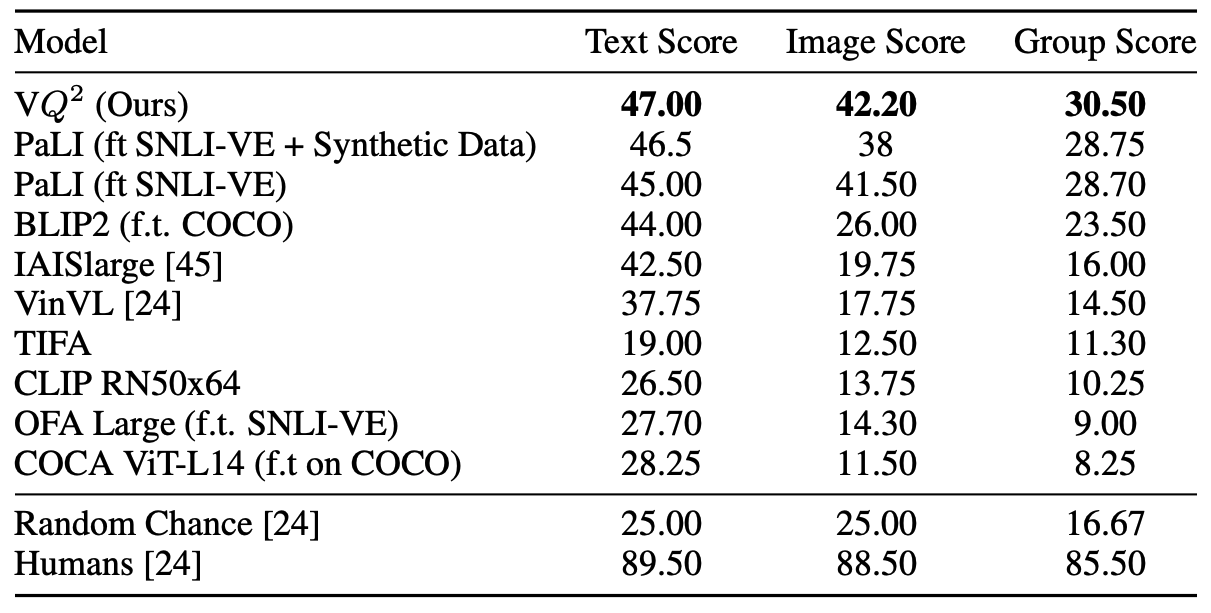 Model Text Score Image Score Group Score
VQ² (Ours) 47.00 42.20 30.50
PaLI (ft SNLI-VE + Synthetic Data) 46.5 38 28.75
PaLI (ft SNLI-VE) 45.00 41.50 28.70
BLIP2 (f.t. COCO) 44.00 26.00 23.50
IAISlarge [45] 42.50 19.75 16.00
VinVL [24] 37.75 17.75 14.50
TIFA 19.00 12.50 11.30
CLIP RN50x64 26.50 13.75 10.25
OFA Large (f.t. SNLI-VE) 27.70 14.30 9.00
COCA ViT-L14 (f.t on COCO) 28.25 11.50 8.25
Random Chance [24] 25.00 25.00 16.67
Humans [24] 89.50 88.50 85.50